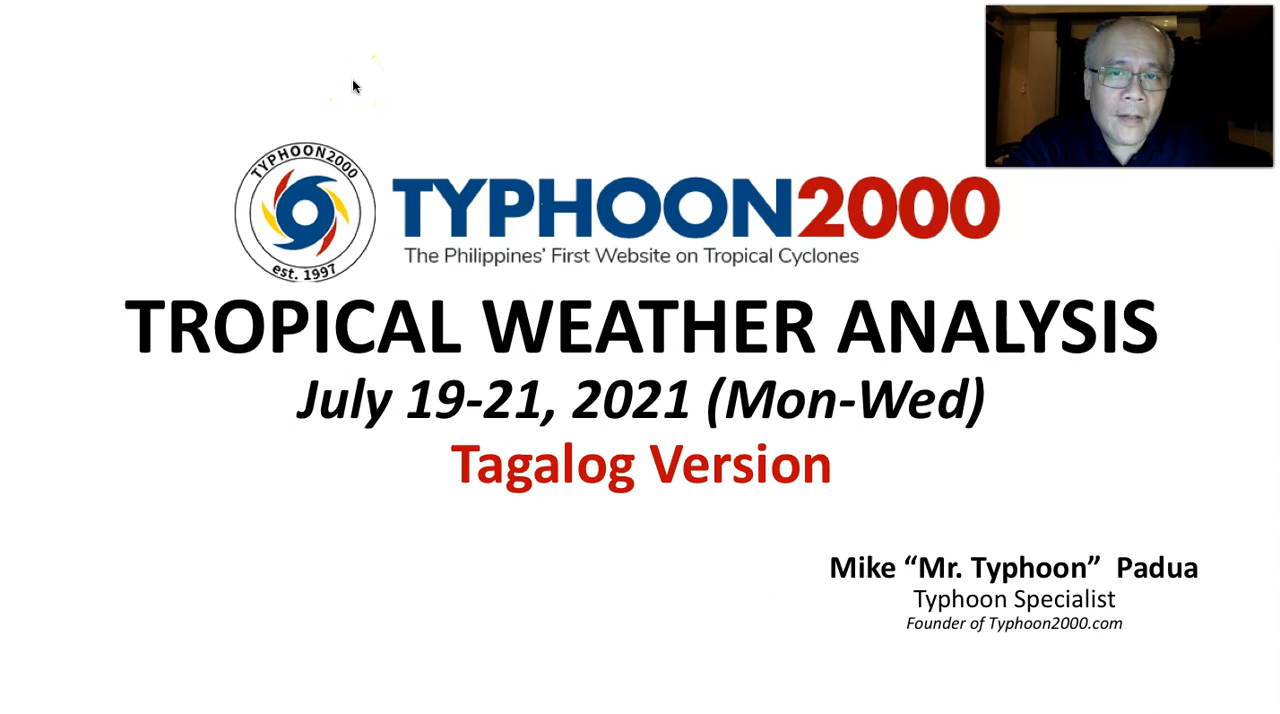 TYPHOON2000
est. 1997
TYPHOON2000
The Philippines’ First Website on Tropical Cyclones
TROPICAL WEATHER ANALYSIS
July 19-21, 2021 (Mon-Wed)
Tagalog Version
Mike “Mr. Typhoon” Padua
Typhoon Specialist
Founder of Typhoon2000.com